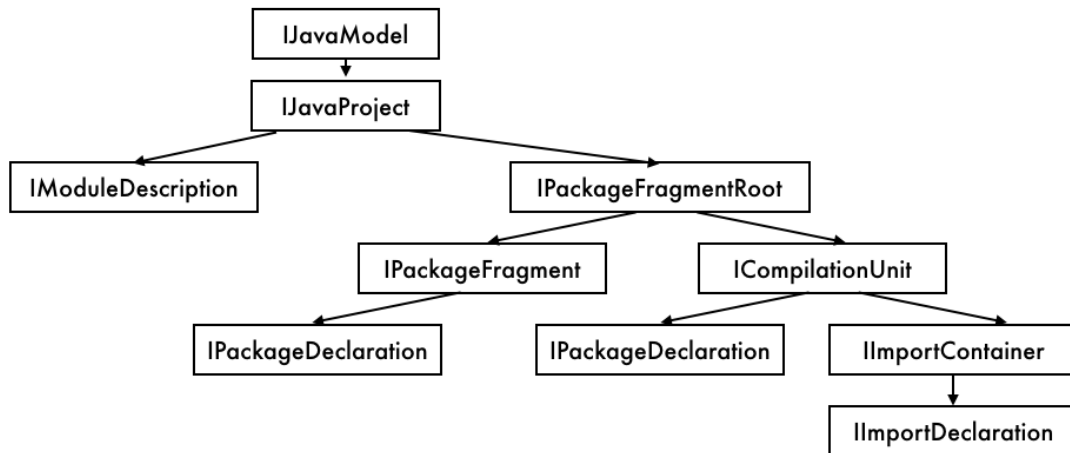 IJavaModel
IJavaProject
IModuleDescription
IPackageFragmentRoot
IPackageFragment
ICompilationUnit
IPackageDeclaration
IPackageDeclaration
IImportContainer
IImportDeclaration